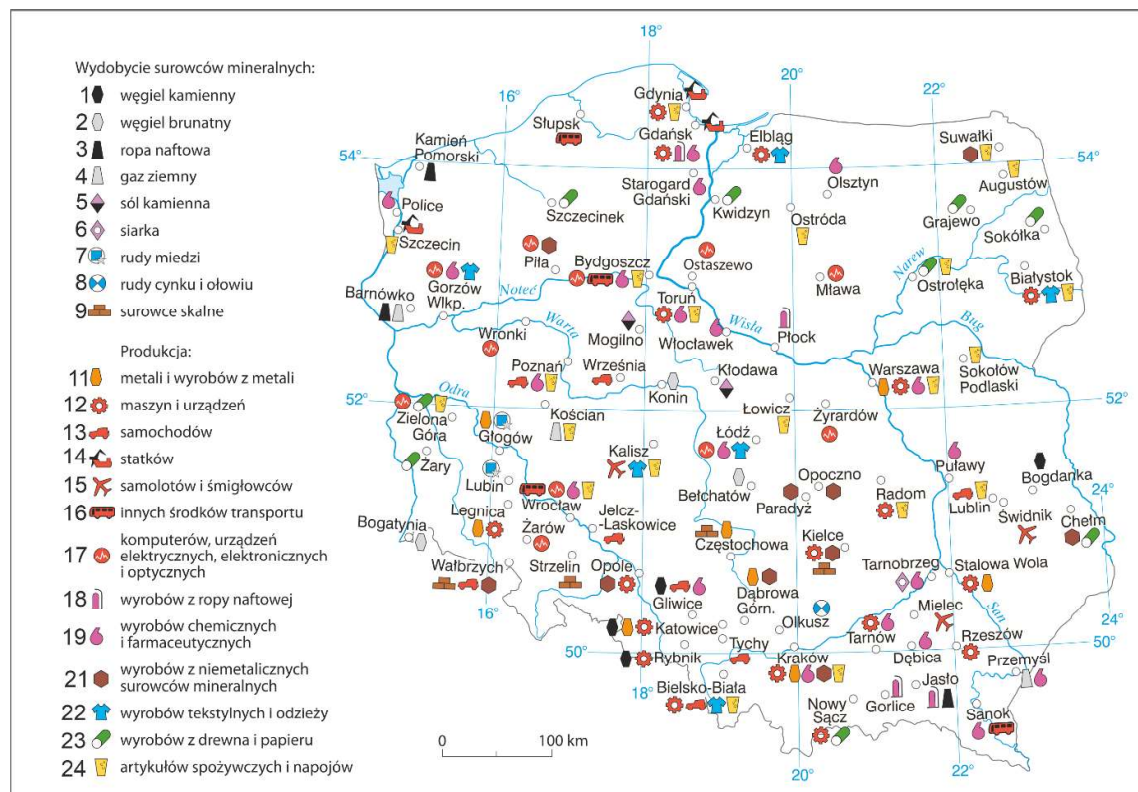 Wydobycie surowców mineralnych:
1 węgiel kamienny
2 węgiel brunatny
3 ropa naftowa
4 gaz ziemny
5 sól kamienna
6 siarka
7 rudy miedzi
8 rudy cynku i ołowiu
9 surowce skalne
Produkcja:
11 metali i wyrobów z metali
12 maszyn i urządzeń
13 samochodów
14 statków
15 samolotów i śmigłowców
16 innych środków transportu
17 komputerów, urządzeń
elektrycznych, elektronicznych
i optycznych
18 wyrobów z ropy naftowej
19 wyrobów chemicznych
i farmaceutycznych
21 wyrobów z niemetalicznych
surowców mineralnych
22 wyrobów tekstylnych i odzieży
23 wyrobów z drewna i papieru
24 artykułów spożywczych i napojów
18°
20°
22°
16°
54°
54°
Gdynia
Słupsk
Gdańsk
Elbląg
Suwałki
Kamień
Pomorski
Olsztyn
Augustów
Starogard
Gdański
Police
Szczecinek
Kwidzyn
Ostróda
Grajewo
Sokółka
Szczecin
Piła
Bydgoszcz
Ostaszewo
Narew
Mława
Ostrołęka
Białystok
Gorzów
Wlkp.
Noteć
Barnówko
Toruń
Wisła
Warta
Mogilno
Włocławek
Płock
Bug
Wronki
Poznań
Września
Kłodawa
Konin
Warszawa
Sokołów
Podlaski
52°
52°
Odra
Zielona
Góra
Głogów
Kościan
Łowicz
Żyrardów
Łódź
Żary
Kalisz
Puławy
Bogdanka
Lubin
Bełchatów
Opoczno
Paradyż
Radom
Lublin
24°
Legnica
Wrocław
Jelcz-
-Laskowice
Świdnik
Chełm
Bogatynia
Żarów
Częstochowa
Kielce
Wałbrzych
Strzelin
Opole
Tarnobrzeg
Stalowa Wola
16°
Gliwice
Dąbrowa
Górn.
San
Olkusz
Mielec
24°
Katowice
Tarnów
50°
Rybnik
Tychy
Kraków
Dębica
Rzeszów
50°
18°
Bielsko-Biała
Przemyśl
Nowy
Sącz
Gorlice
Jasło
Sanok
0 100 km
20°
22°